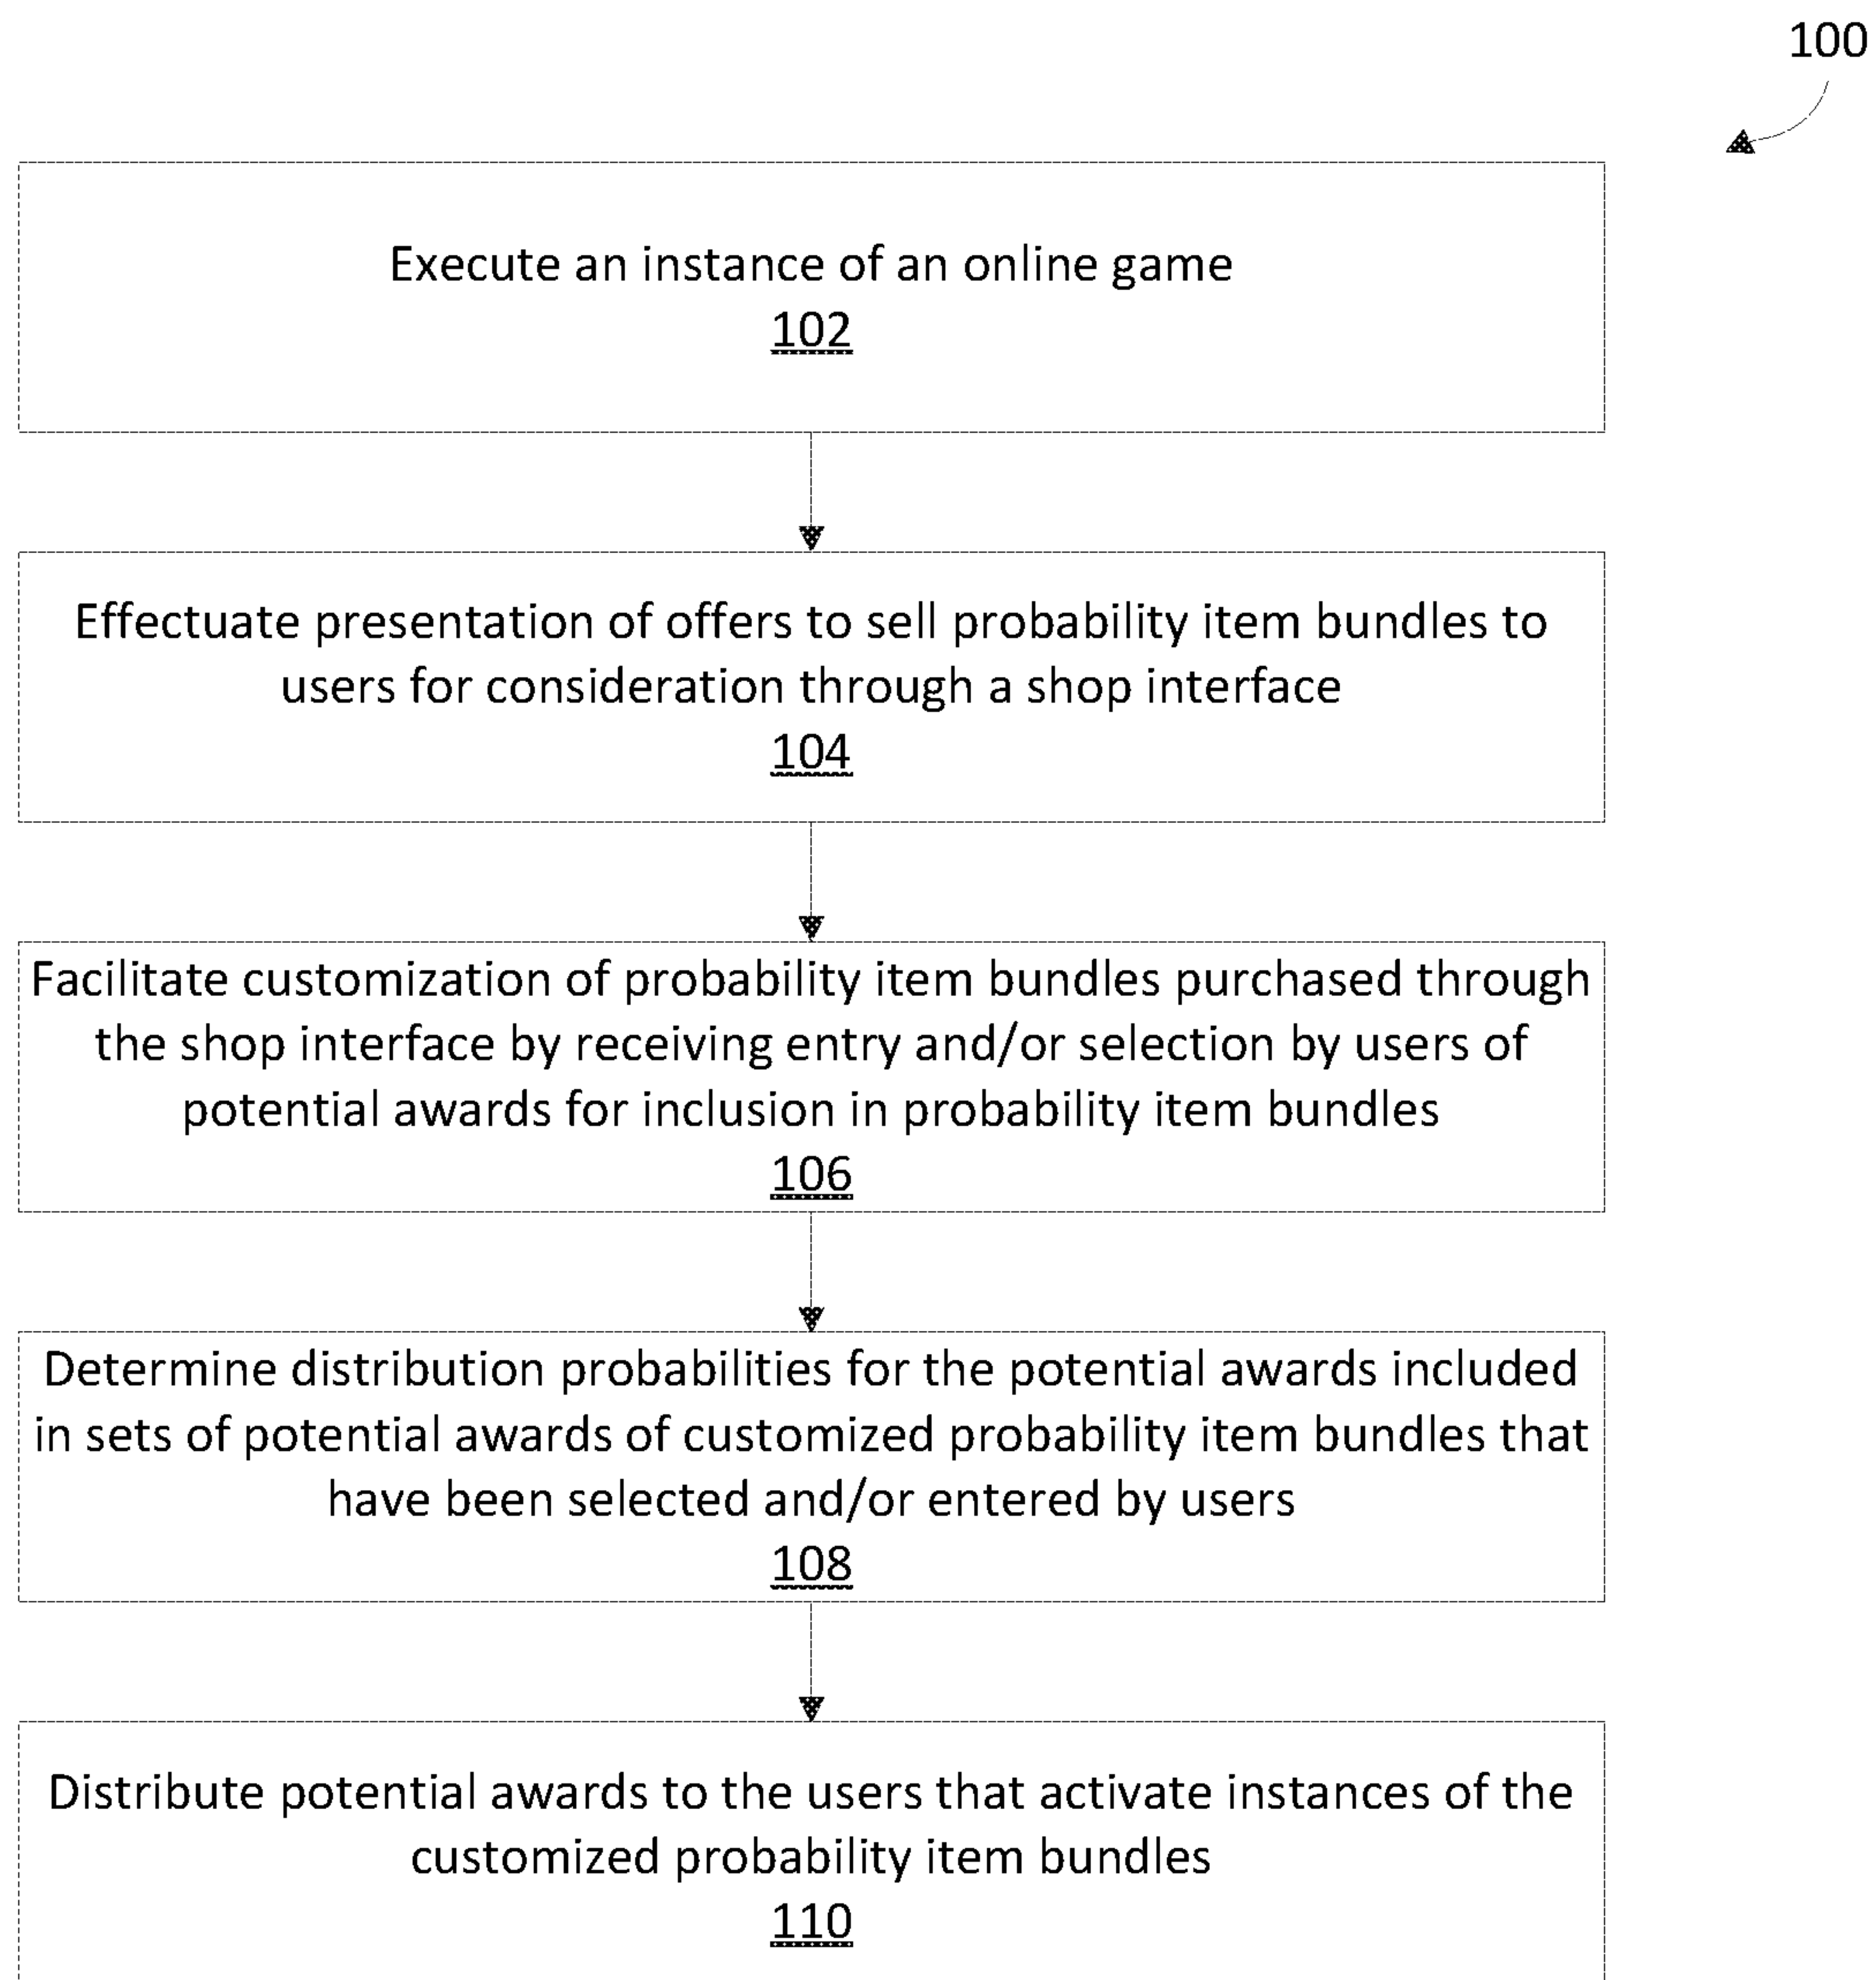 100
Execute an instance of an online game
102
Effectuate presentation of offers to sell probability item bundles to
users for consideration through a shop interface
104
Facilitate customization of probability item bundles purchased through
the shop interface by receiving entry and/or selection by users of
potential awards for inclusion in probability item bundles
106
Determine distribution probabilities for the potential awards included
in sets of potential awards of customized probability item bundles that
have been selected and/or entered by users
108
Distribute potential awards to the users that activate instances of the
customized probability item bundles
110